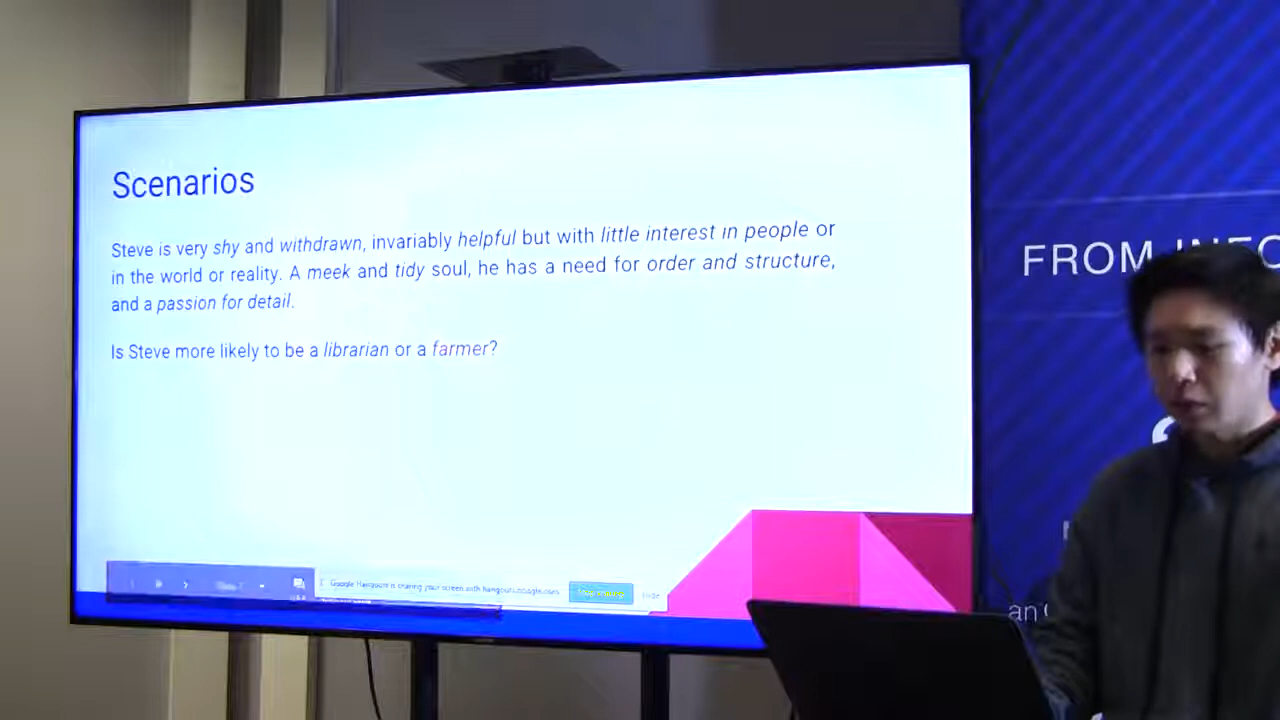 Scenarios
Steve is very shy and withdrawn, invariably helpful but with little interest in people or
in the world or reality. A meek and tidy soul, he has a need for order and structure,
and a passion for detail.
Is Steve more likely to be a librarian or a farmer?
Google Hangouts is sharing your screen with hangouts.google.com
Stop sharing
Hide
FROM
an